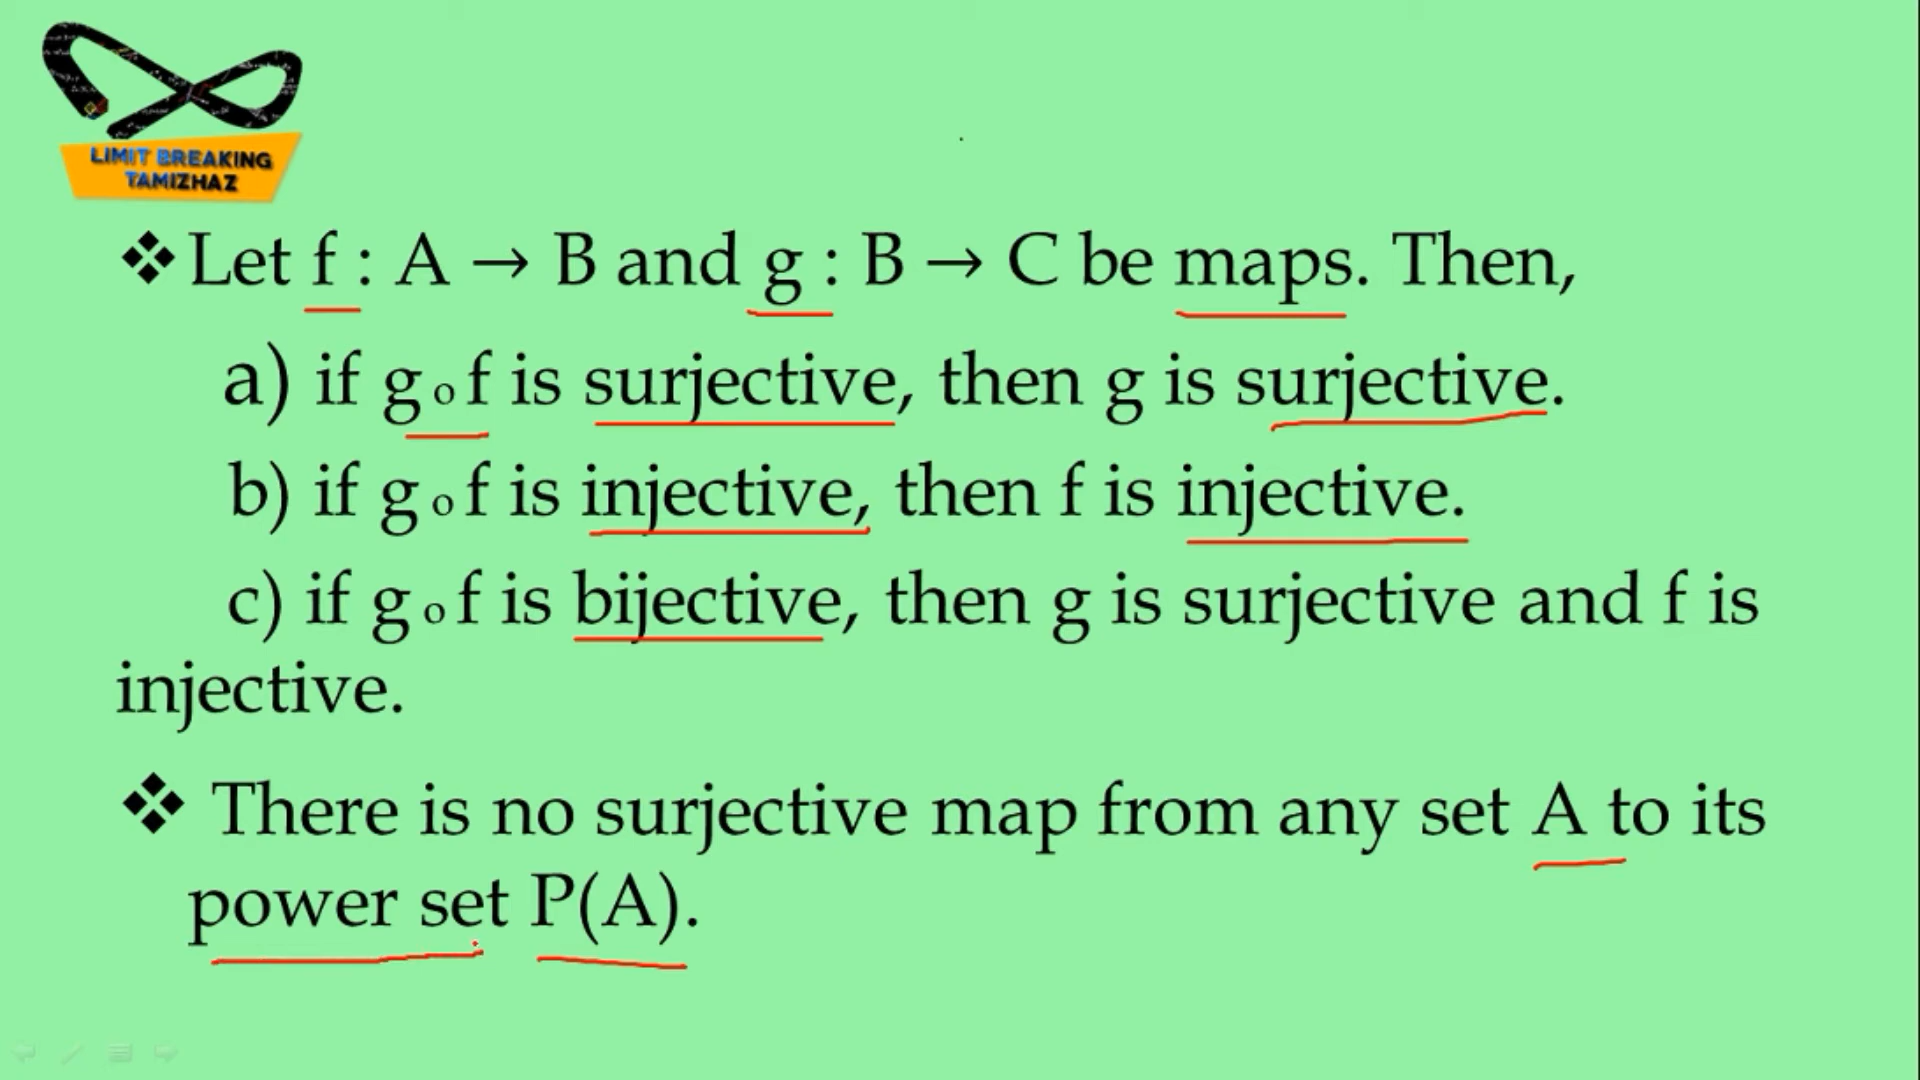 LIMIT BREAKING
TAMIZHAZ
❖Let f : A → B and g : B → C be maps. Then,
a) if g o f is surjective, then g is surjective.
b) if g o f is injective, then f is injective.
c) if g o f is bijective, then g is surjective and f is
injective.
❖ There is no surjective map from any set A to its
power set P(A).